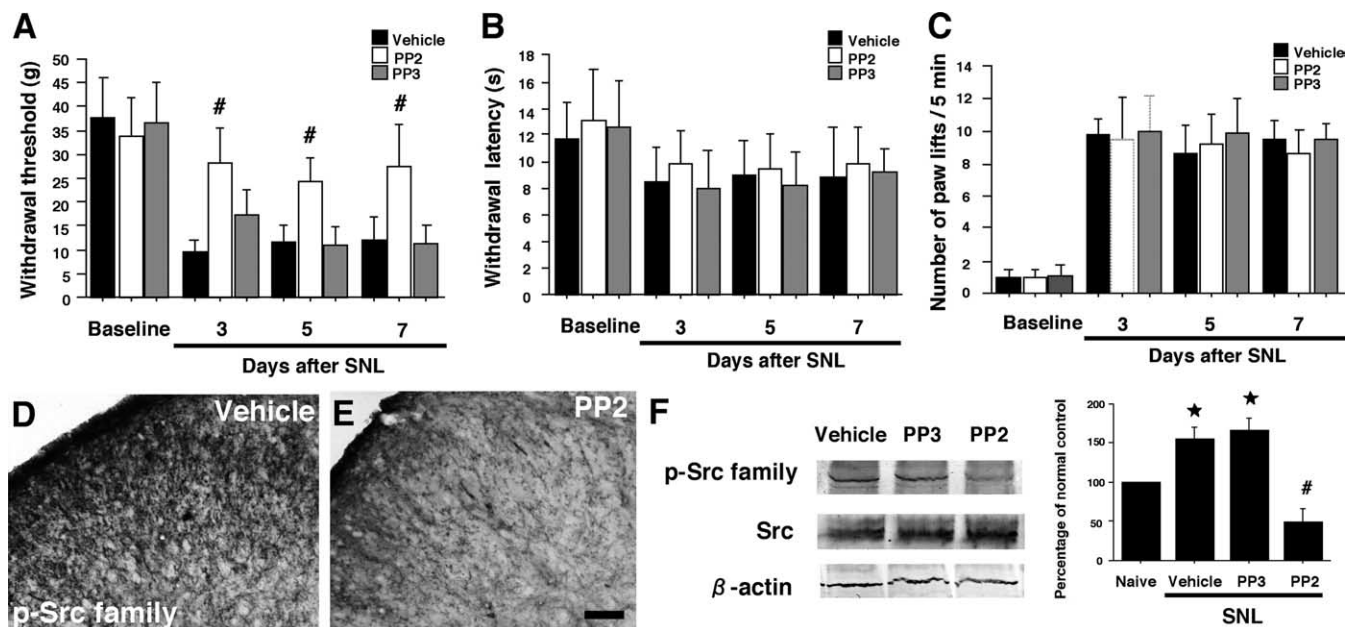 A
Vehicle
PP2
PP3
Withdrawal threshold (g)
50
45
40
35
30
25
20
15
10
5
0
#
#
#
Baseline 3 5 7
Days after SNL
B
Vehicle
PP2
PP3
Withdrawal latency (s)
18
16
14
12
10
8
6
4
2
0
Baseline 3 5 7
Days after SNL
C
Vehicle
PP2
PP3
Number of paw lifts / 5 min
14
12
10
8
6
4
2
0
Baseline 3 5 7
Days after SNL
D
Vehicle
p-Src family
E
PP2
F
Vehicle PP3 PP2
p-Src family
Src
β-actin
Percentage of normal control
200
150
100
50
0
★
★
#
Naive Vehicle PP3 PP2
SNL